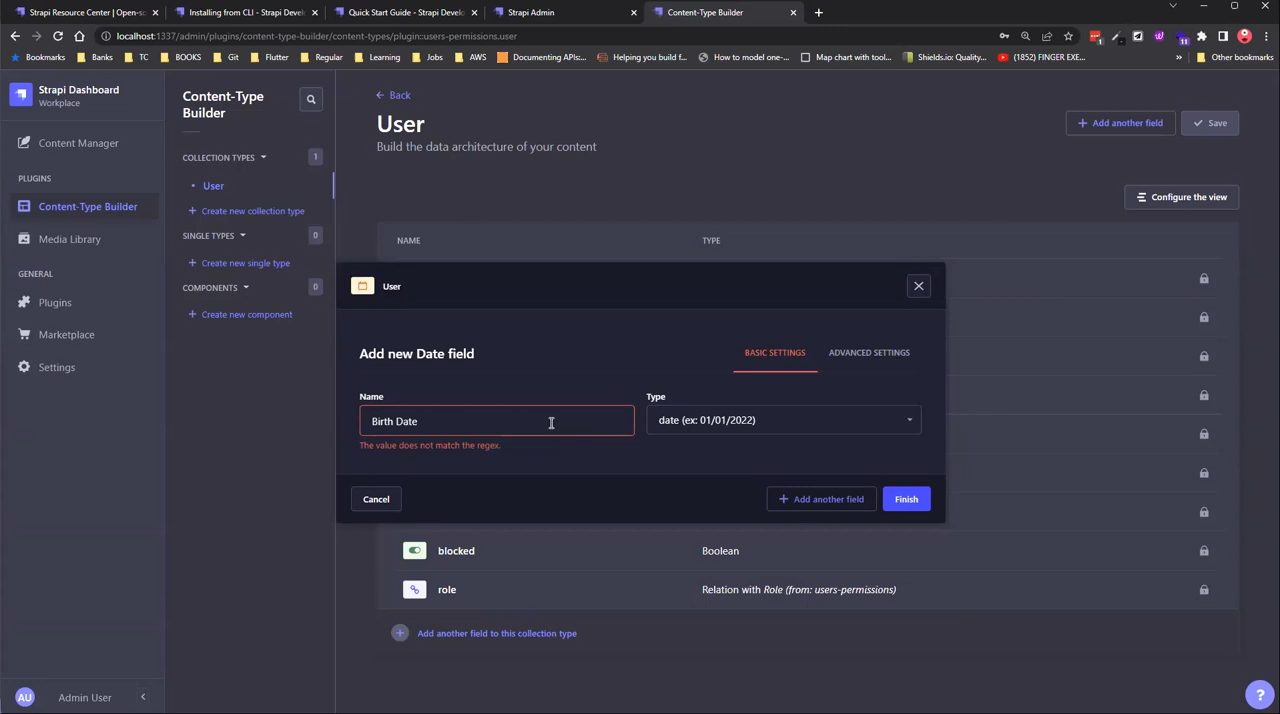 Strapi Resource Center | Open-so
Installing from CLI - Strapi Devel
Quick Start Guide - Strapi Develo
Strapi Admin
Content-Type Builder
localhost:1337/admin/plugins/content-type-builder/content-types/plugin::users-permissions.user
Bookmarks
Banks
TC
BOOKS
Git
Flutter
Regular
Learning
Jobs
AWS
Documenting APIs:...
Helping you build f...
How to model one-...
Map chart with tool...
Shields.io: Quality...
(1852) FINGER EXE...
»
Other bookmarks
Strapi Dashboard
Workplace
Content Manager
PLUGINS
Content-Type Builder
Media Library
GENERAL
Plugins
Marketplace
Settings
AU
Admin User
Content-Type
Builder
COLLECTION TYPES
1
User
Create new collection type
SINGLE TYPES
0
Create new single type
COMPONENTS
0
Create new component
Back
User
Build the data architecture of your content
Add another field
Save
Configure the view
NAME
TYPE
User
Add new Date field
BASIC SETTINGS
ADVANCED SETTINGS
Name
Type
Birth Date
date (ex: 01/01/2022)
The value does not match the regex.
Cancel
Add another field
Finish
blocked
Boolean
role
Relation with Role (from: users-permissions)
Add another field to this collection type
?